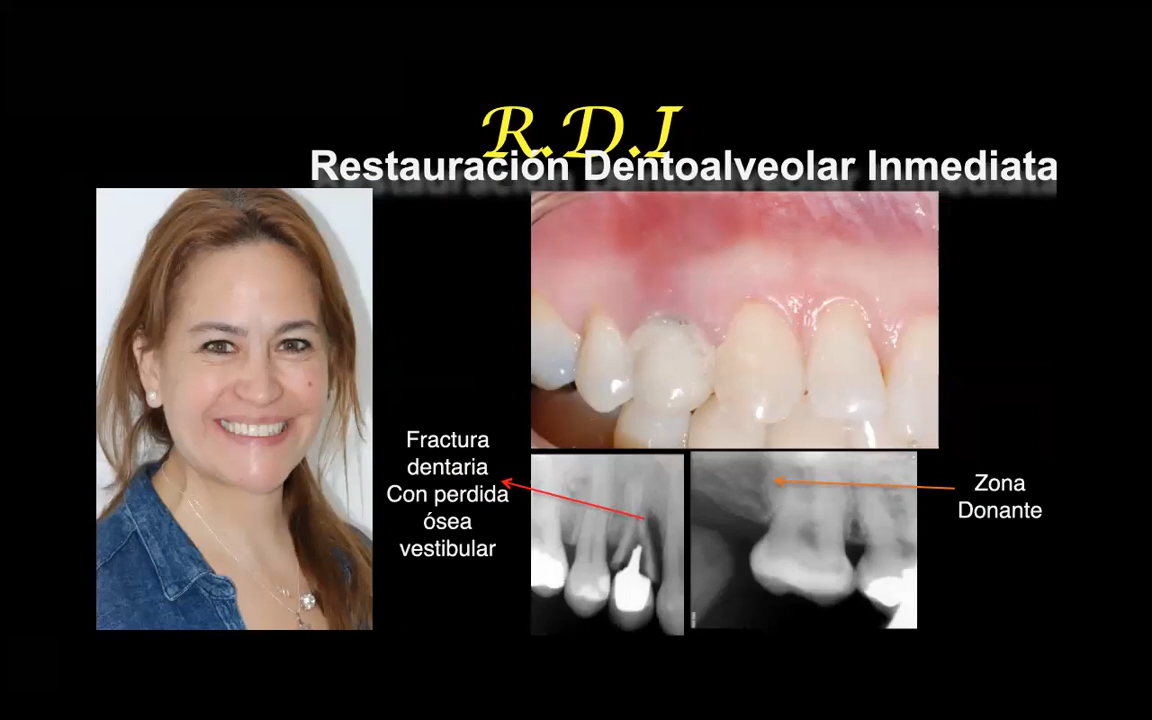 R.D.I
Restauración Dentoalveolar Inmediata
Fractura
dentaria
Con perdida
ósea
vestibular
Zona
Donante